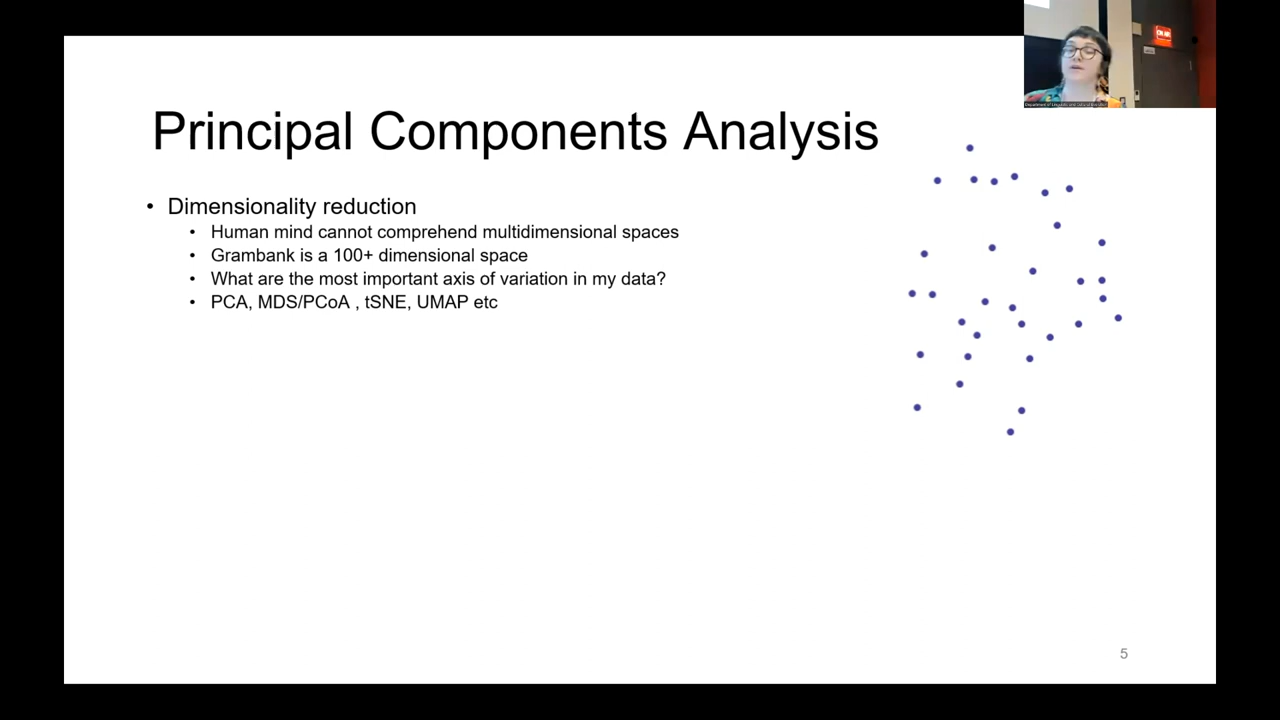 Principal Components Analysis
• Dimensionality reduction
• Human mind cannot comprehend multidimensional spaces
• Grambank is a 100+ dimensional space
• What are the most important axis of variation in my data?
• PCA, MDS/PCoA , tSNE, UMAP etc
5